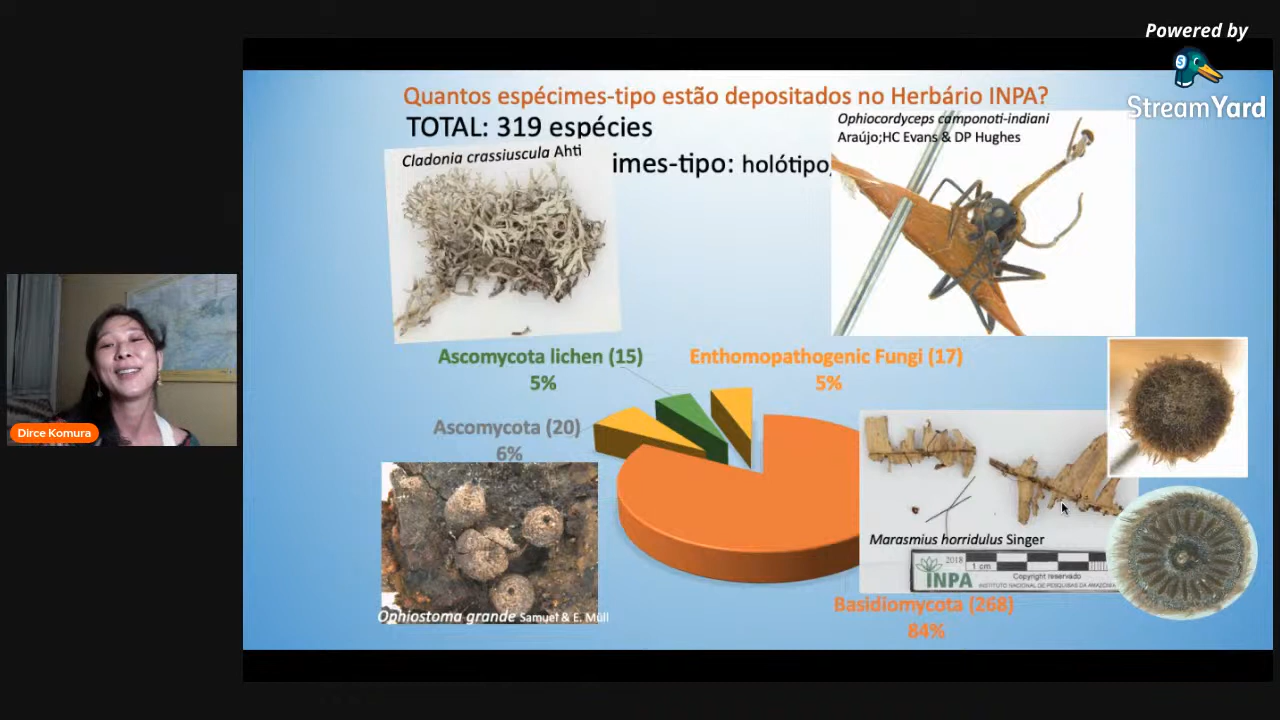 Powered by
StreamYard
Quantos espécimes-tipo estão depositados no Herbário INPA?
TOTAL: 319 espécies
imes-tipo: holótipo,
Cladonia crassiuscula Ahti
Ophiocordyceps camponoti-indiani
Araújo;HC Evans & DP Hughes
Ascomycota lichen (15)
5%
Enthomopathogenic Fungi (17)
5%
Ascomycota (20)
6%
Dirce Komura
Marasmius horridulus Singer
2018
1 cm
INPA
Copyright reservado
INSTITUTO NACIONAL DE PESQUISAS DA AMAZÔNIA
Ophiostoma grande Samuel & E. Müll
Basidiomycota (268)
84%